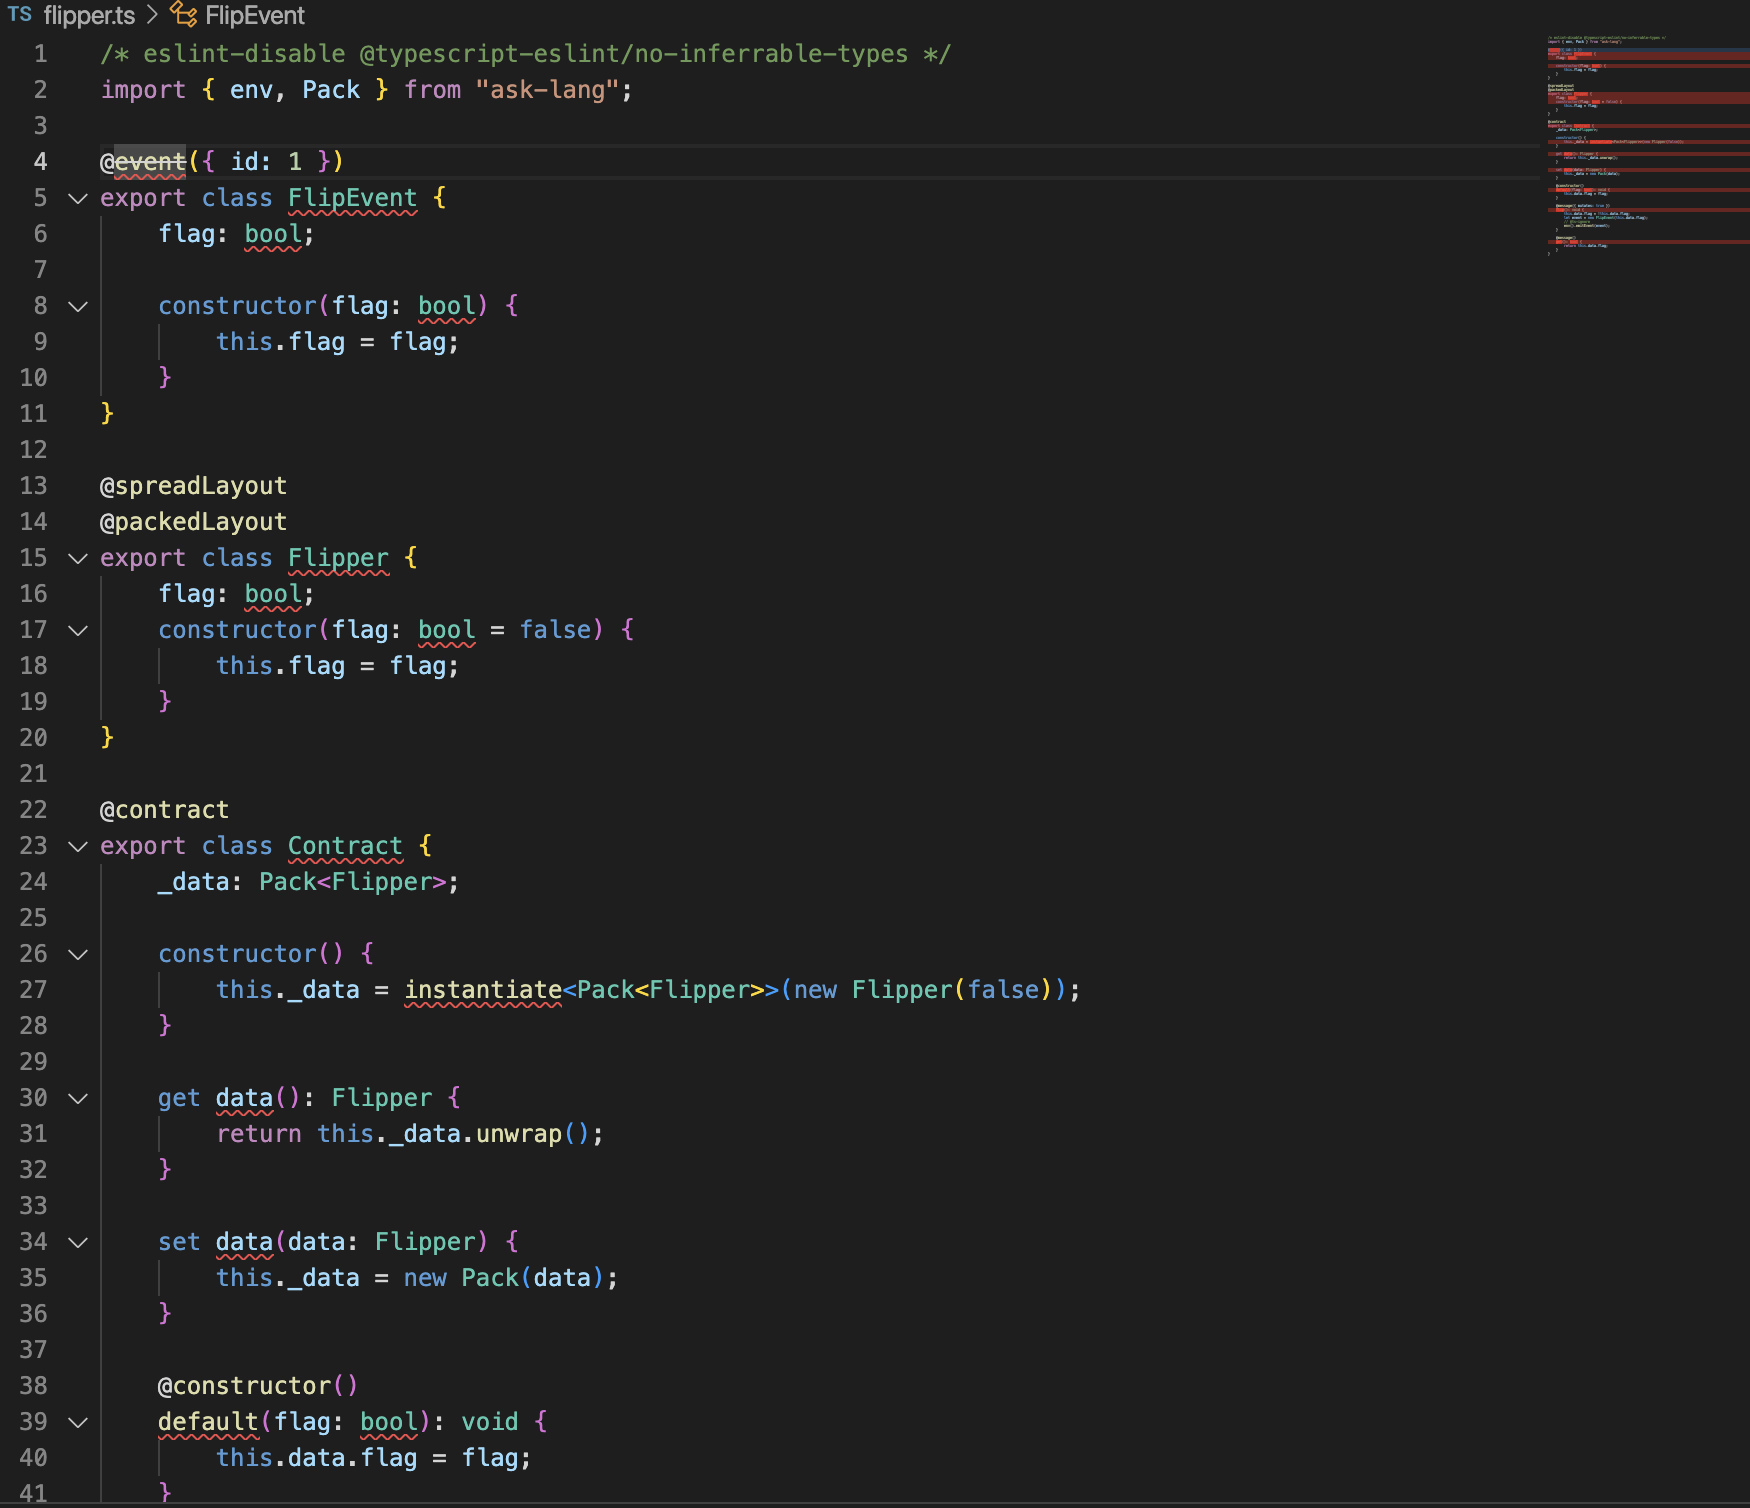 TS flipper.ts > FlipEvent
1 /* eslint-disable @typescript-eslint/no-inferrable-types */
2 import { env, Pack } from "ask-lang";
3
4 @event({ id: 1 })
5 export class FlipEvent {
6 flag: bool;
7
8 constructor(flag: bool) {
9 this.flag = flag;
10 }
11 }
12
13 @spreadLayout
14 @packedLayout
15 export class Flipper {
16 flag: bool;
17 constructor(flag: bool = false) {
18 this.flag = flag;
19 }
20 }
21
22 @contract
23 export class Contract {
24 _data: Pack<Flipper>;
25
26 constructor() {
27 this._data = instantiate<Pack<Flipper>>(new Flipper(false));
28 }
29
30 get data(): Flipper {
31 return this._data.unwrap();
32 }
33
34 set data(data: Flipper) {
35 this._data = new Pack(data);
36 }
37
38 @constructor()
39 default(flag: bool): void {
40 this.data.flag = flag;
41 }